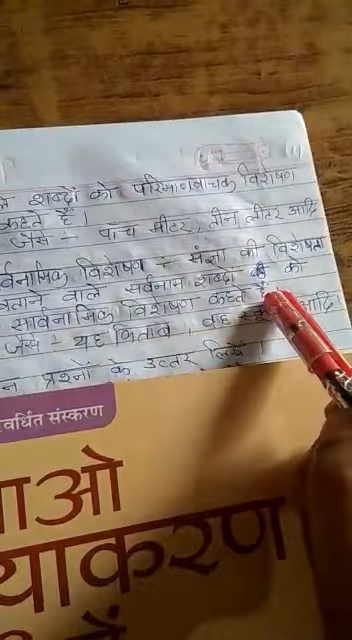 शब्दों को परिमाणवाचक विशेषण
कहते हैं।
जैसे - पाँच मीटर, तीन लीटर आदि
र्वनामिक विशेषण - संज्ञा की विशेषता
बताने वाले सर्वनाम शब्दों को
सार्वनामिक विशेषण कहते हैं
जैसे - यह किताब, वह आदि।
न प्रश्नों के उत्तर लिखें।
वर्धित संस्करण
ाओ
याकरण
में